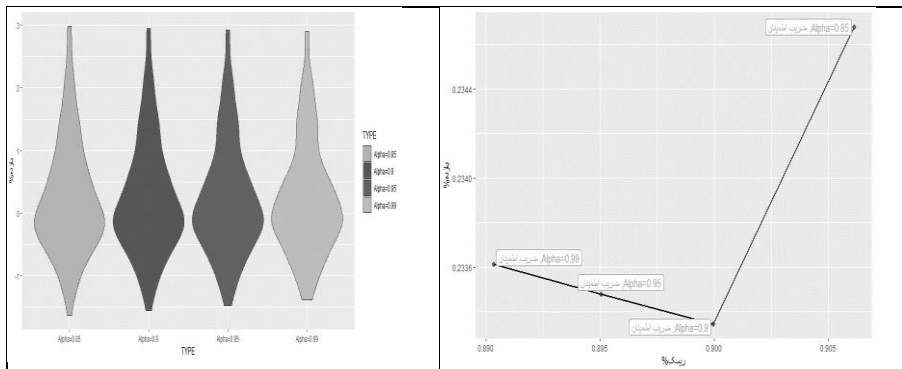 3
2
1
0
-1
Alpha=0.85
Alpha=0.9
Alpha=0.95
Alpha=0.99
TYPE
TYPE
Alpha=0.85
Alpha=0.9
Alpha=0.95
Alpha=0.99
0.2344
0.2340
0.2336
ضریب اطمینان ,Alpha=0.85
ضریب اطمینان ,Alpha=0.99
ضریب اطمینان ,Alpha=0.95
ضریب اطمینان ,Alpha=0.9
0.890
0.895
0.900
0.905
ریسک%